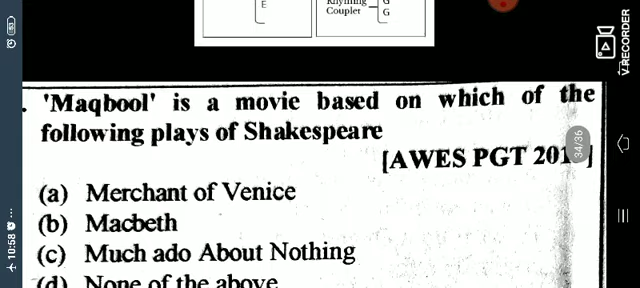 E
Rhyming
Couplet
G
G
'Maqbool' is a movie based on which of the
following plays of Shakespeare
[AWES PGT 201
34/36
(a) Merchant of Venice
(b) Macbeth
(c) Much ado About Nothing
(d) None of the above
V.RECORDER
10:58